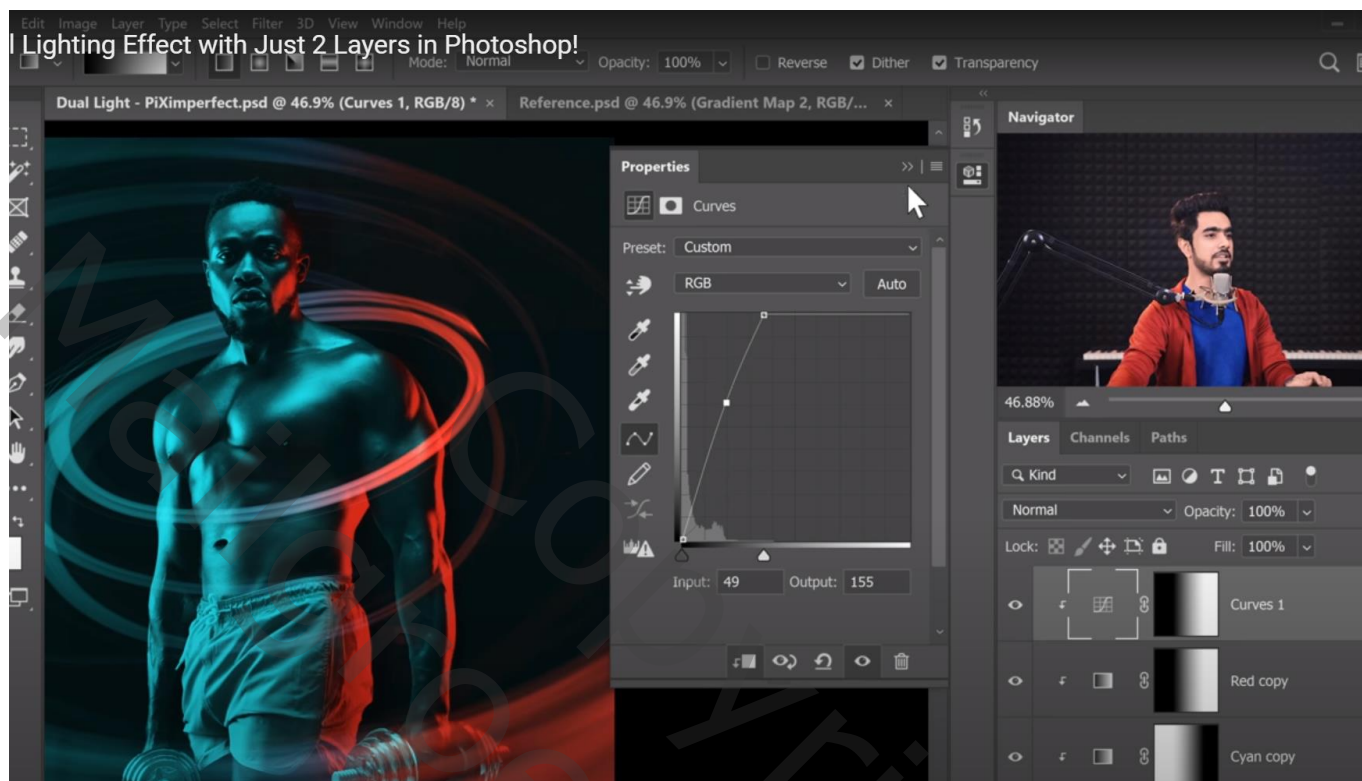 Edit Image Layer Type Select Filter 3D View Window Help
l Lighting Effect with Just 2 Layers in Photoshop!
Mode: Normal Opacity: 100% Reverse Dither Transparency
Dual Light - PiXimperfect.psd @ 46.9% (Curves 1, RGB/8) * × Reference.psd @ 46.9% (Gradient Map 2, RGB/... ×
Navigator
Properties
Curves
Preset: Custom
RGB Auto
Input: 49 Output: 155
46.88%
Layers Channels Paths
Kind
Normal Opacity: 100%
Lock: Fill: 100%
Curves 1
Red copy
Cyan copy